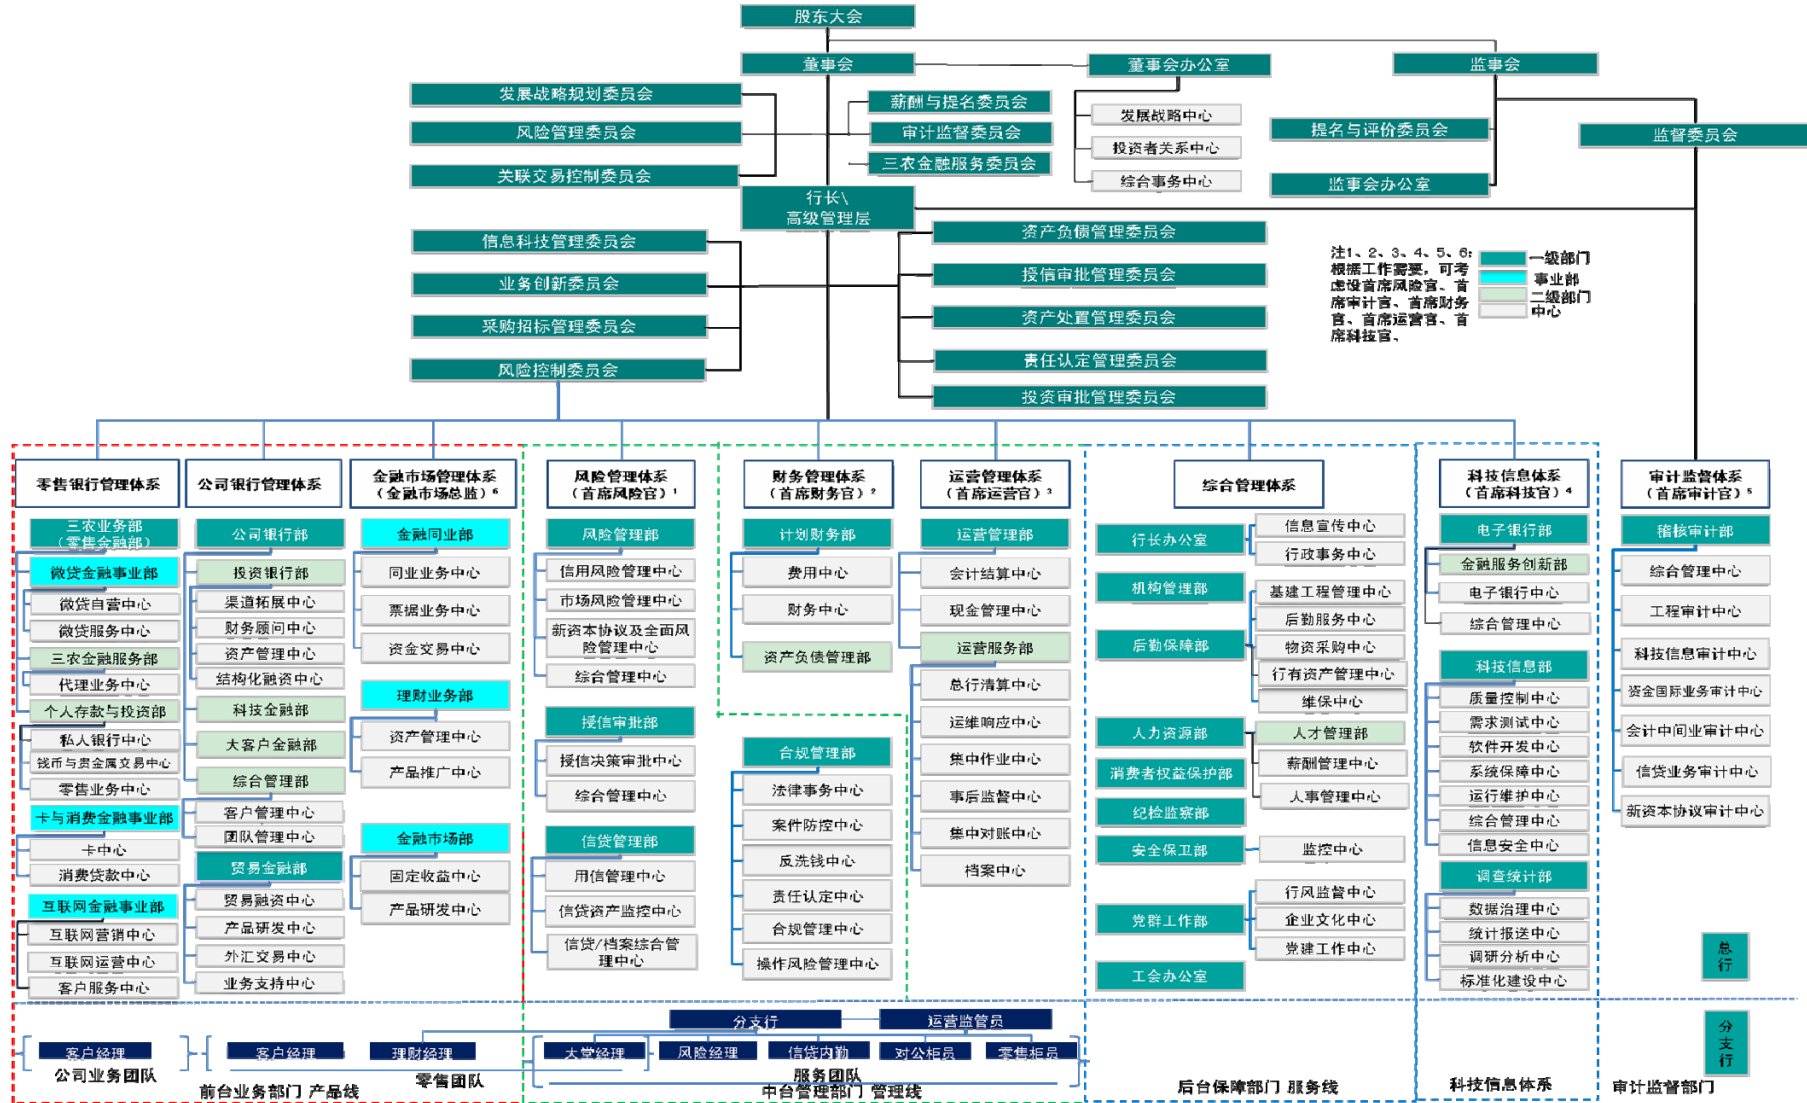 股东大会
董事会
董事会办公室
监事会
发展战略规划委员会
风险管理委员会
关联交易控制委员会
薪酬与提名委员会
审计监督委员会
三农金融服务委员会
发展战略中心
投资者关系中心
综合事务中心
提名与评价委员会
监事会办公室
监督委员会
行长\
高级管理层
信息科技管理委员会
业务创新委员会
采购招标管理委员会
风险控制委员会
资产负债管理委员会
授信审批管理委员会
资产处置管理委员会
责任认定管理委员会
投资审批管理委员会
注1、2、3、4、5、6:
根据工作需要，可考
虑设首席风险官、首
席审计官、首席财务
官、首席运营官、首
席科技官、
一级部门
事业部
二级部门
中心
零售银行管理体系
三农业务部
（零售金融部）
微贷金融事业部
微贷自营中心
微贷服务中心
三农金融服务部
代理业务中心
个人存款与投资部
私人银行中心
钱币与贵金属交易中心
零售业务中心
卡与消费金融事业部
卡中心
消费贷款中心
互联网金融事业部
互联网营销中心
互联网运营中心
客户服务中心
公司银行管理体系
公司银行部
投资银行部
渠道拓展中心
财务顾问中心
资产管理中心
结构化融资中心
科技金融部
大客户金融部
综合管理部
客户管理中心
团队管理中心
贸易金融部
贸易融资中心
产品研发中心
外汇交易中心
业务支持中心
金融市场管理体系
（金融市场总监）6
金融同业部
同业业务中心
票据业务中心
资金交易中心
理财业务部
资产管理中心
产品推广中心
金融市场部
固定收益中心
产品研发中心
风险管理体系
（首席风险官）1
风险管理部
信用风险管理中心
市场风险管理中心
新资本协议及全面风
险管理中心
综合管理中心
授信审批部
授信决策审批中心
综合管理中心
信贷管理部
用信管理中心
信贷资产监控中心
信贷/档案综合管
理中心
财务管理体系
（首席财务官）2
计划财务部
费用中心
财务中心
资产负债管理部
合规管理部
法律事务中心
案件防控中心
反洗钱中心
责任认定中心
合规管理中心
操作风险管理中心
运营管理体系
（首席运营官）3
运营管理部
会计结算中心
现金管理中心
运营服务部
总行清算中心
运维响应中心
集中作业中心
事后监督中心
集中对账中心
档案中心
综合管理体系
行长办公室
信息宣传中心
行政事务中心
机构管理部
后勤保障部
基建工程管理中心
后勤服务中心
物资采购中心
行有资产管理中心
维保中心
人力资源部
人才管理部
薪酬管理中心
人事管理中心
消费者权益保护部
纪检监察部
安全保卫部
监控中心
党群工作部
行风监督中心
企业文化中心
党建工作中心
工会办公室
科技信息体系
（首席科技官）4
电子银行部
金融服务创新部
电子银行中心
综合管理中心
科技信息部
质量控制中心
需求测试中心
软件开发中心
系统保障中心
运行维护中心
综合管理中心
信息安全中心
调查统计部
数据治理中心
统计报送中心
调研分析中心
标准化建设中心
审计监督体系
（首席审计官）5
稽核审计部
综合管理中心
工程审计中心
科技信息审计中心
资金国际业务审计中心
会计中间业审计中心
信贷业务审计中心
新资本协议审计中心
总
行
分支行
运营监管员
客户经理
客户经理
理财经理
大堂经理
风险经理
信贷内勤
对公柜员
零售柜员
分
支
行
公司业务团队
零售团队
服务团队
前台业务部门 产品线
中台管理部门 管理线
后台保障部门 服务线
科技信息体系
审计监督部门